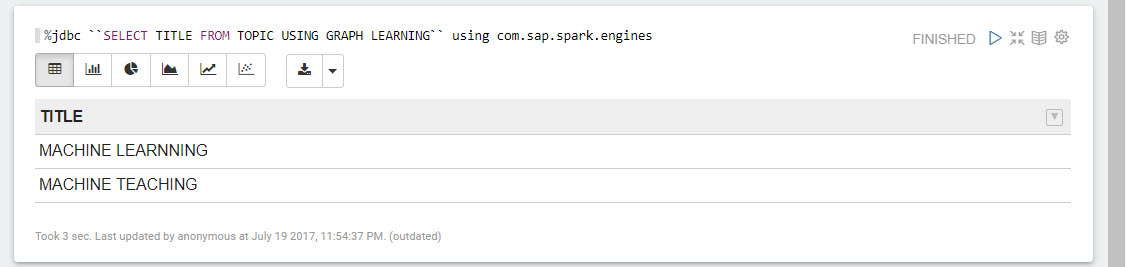 %jdbc ``SELECT TITLE FROM TOPIC USING GRAPH LEARNING`` using com.sap.spark.engines
FINISHED
TITLE
MACHINE LEARNNING
MACHINE TEACHING
Took 3 sec. Last updated by anonymous at July 19 2017, 11:54:37 PM. (outdated)